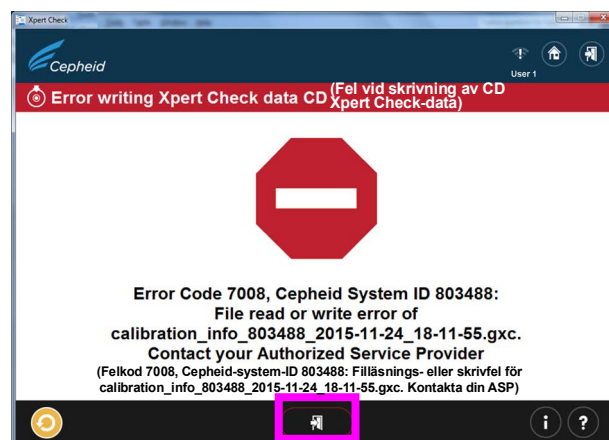 Xpert Check
Cepheid
User 1
Error writing Xpert Check data CD
(Fel vid skrivning av CD
Xpert Check-data)
Error Code 7008, Cepheid System ID 803488:
File read or write error of
calibration_info_803488_2015-11-24_18-11-55.gxc.
Contact your Authorized Service Provider
(Felkod 7008, Cepheid-system-ID 803488: Filläsnings- eller skrivfel för
calibration_info_803488_2015-11-24_18-11-55.gxc. Kontakta din ASP)
i ?